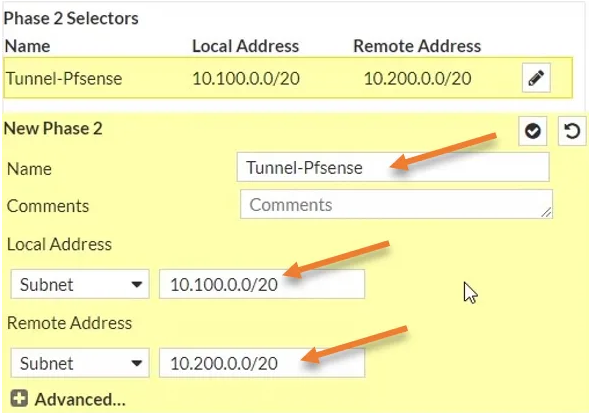 Phase 2 Selectors
Name Local Address Remote Address
Tunnel-Pfsense 10.100.0.0/20 10.200.0.0/20
New Phase 2
Name Tunnel-Pfsense
Comments Comments
Local Address
Subnet 10.100.0.0/20
Remote Address
Subnet 10.200.0.0/20
Advanced...